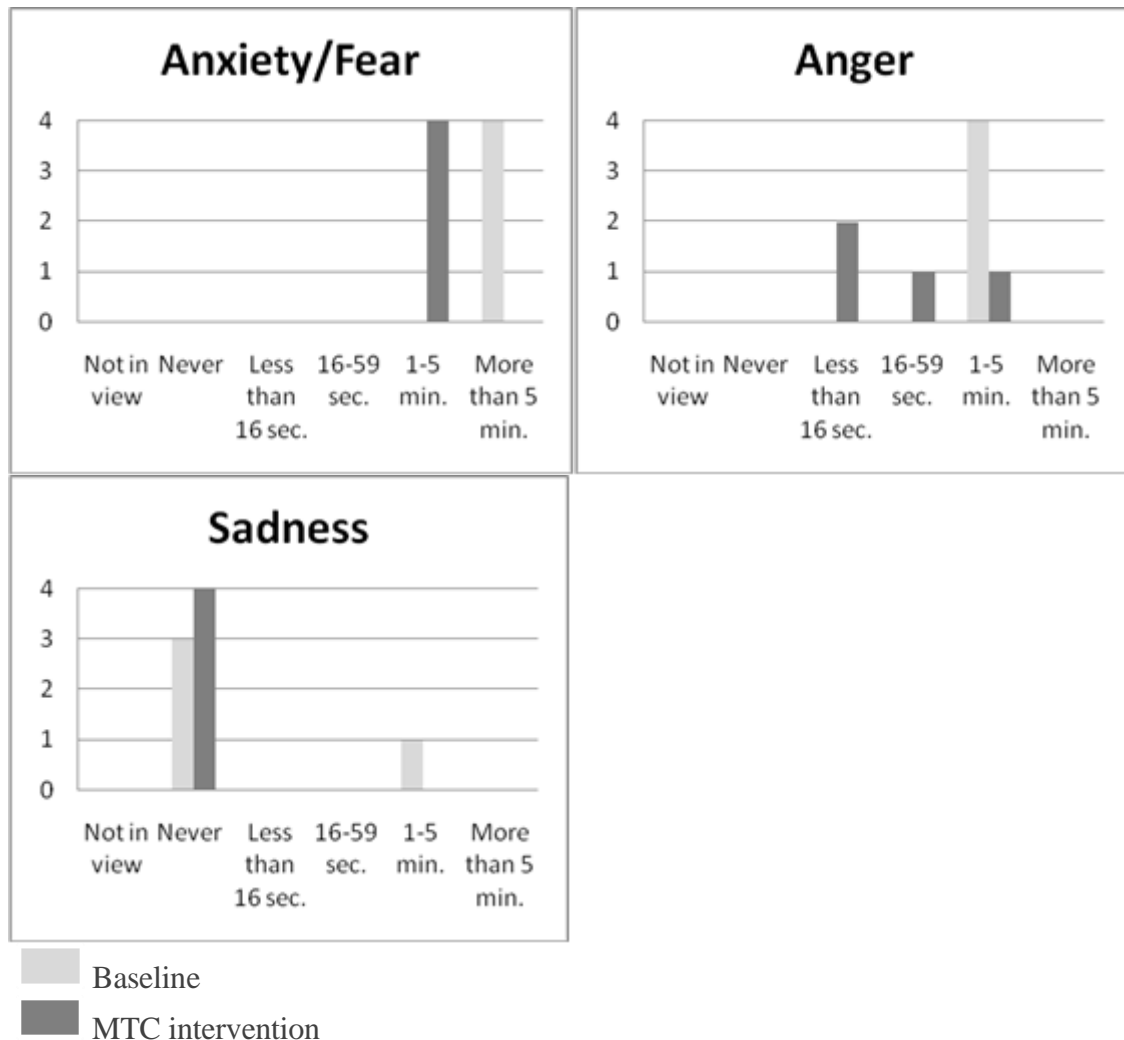 Anxiety/Fear
4
3
2
1
0
Not in Never Less 16-59 1-5 More
view than sec. min. than 5
16 sec. min.
Anger
4
3
2
1
0
Not in Never Less 16-59 1-5 More
view than sec. min. than 5
16 sec. min.
Sadness
4
3
2
1
0
Not in Never Less 16-59 1-5 More
view than sec. min. than 5
16 sec. min.
Baseline
MTC intervention